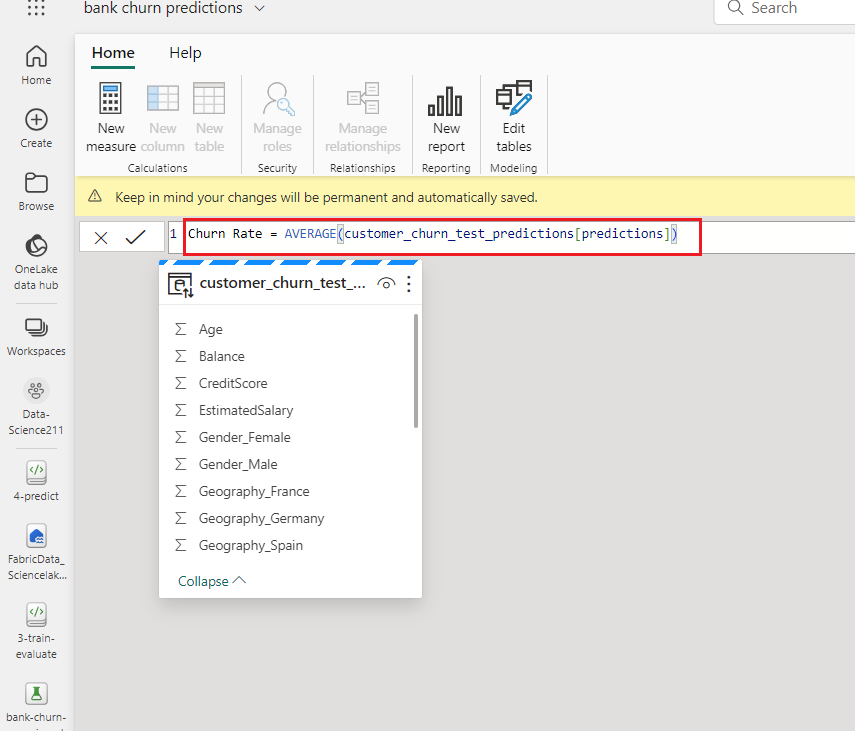 bank churn predictions
Search
Home
Help
New
measure
New
column
New
table
Calculations
Manage
roles
Security
Manage
relationships
Relationships
New
report
Reporting
Edit
tables
Modeling
Keep in mind your changes will be permanent and automatically saved.
1 Churn Rate = AVERAGE(customer_churn_test_predictions[predictions])
customer_churn_test_...
Age
Balance
CreditScore
EstimatedSalary
Gender_Female
Gender_Male
Geography_France
Geography_Germany
Geography_Spain
Collapse
Home
Create
Browse
OneLake
data hub
Workspaces
Data-
Science211
4-predict
FabricData_
Sciencelak...
3-train-
evaluate
bank-churn-